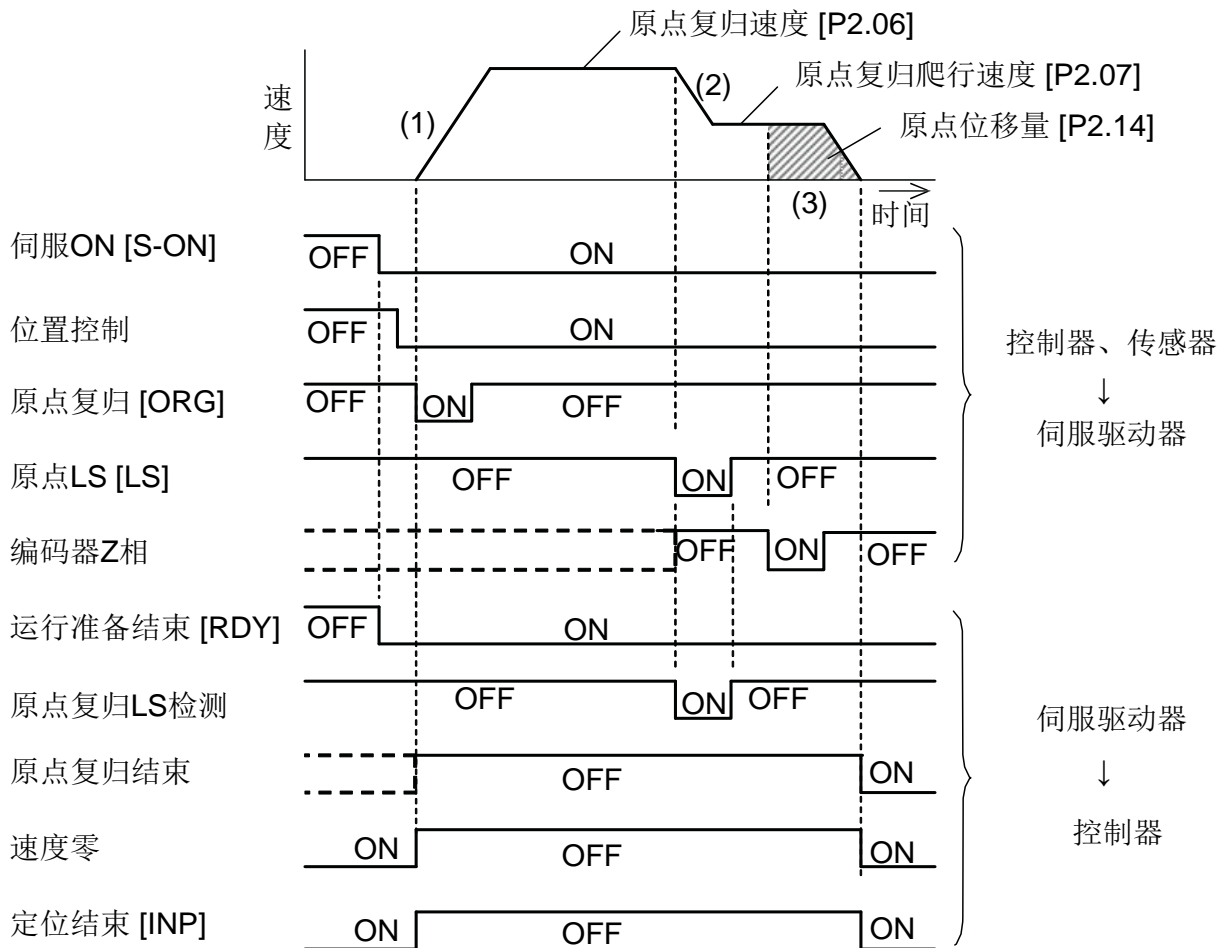 原点复归速度 [P2.06]
(2)
原点复归爬行速度 [P2.07]
速度
(1)
原点位移量 [P2.14]
(3)
时间
伺服ON [S-ON]
OFF
ON
位置控制
OFF
ON
控制器、传感器
↓
伺服驱动器
原点复归 [ORG]
OFF
ON
OFF
原点LS [LS]
OFF
ON
OFF
编码器Z相
OFF
ON
OFF
运行准备结束 [RDY]
OFF
ON
原点复归LS检测
OFF
ON
OFF
伺服驱动器
↓
控制器
原点复归结束
OFF
ON
速度零
ON
OFF
ON
定位结束 [INP]
ON
OFF
ON